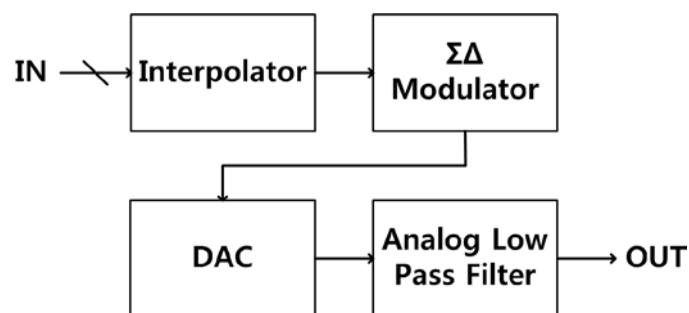 IN
Interpolator
ΣΔ
Modulator
DAC
Analog Low
Pass Filter
OUT